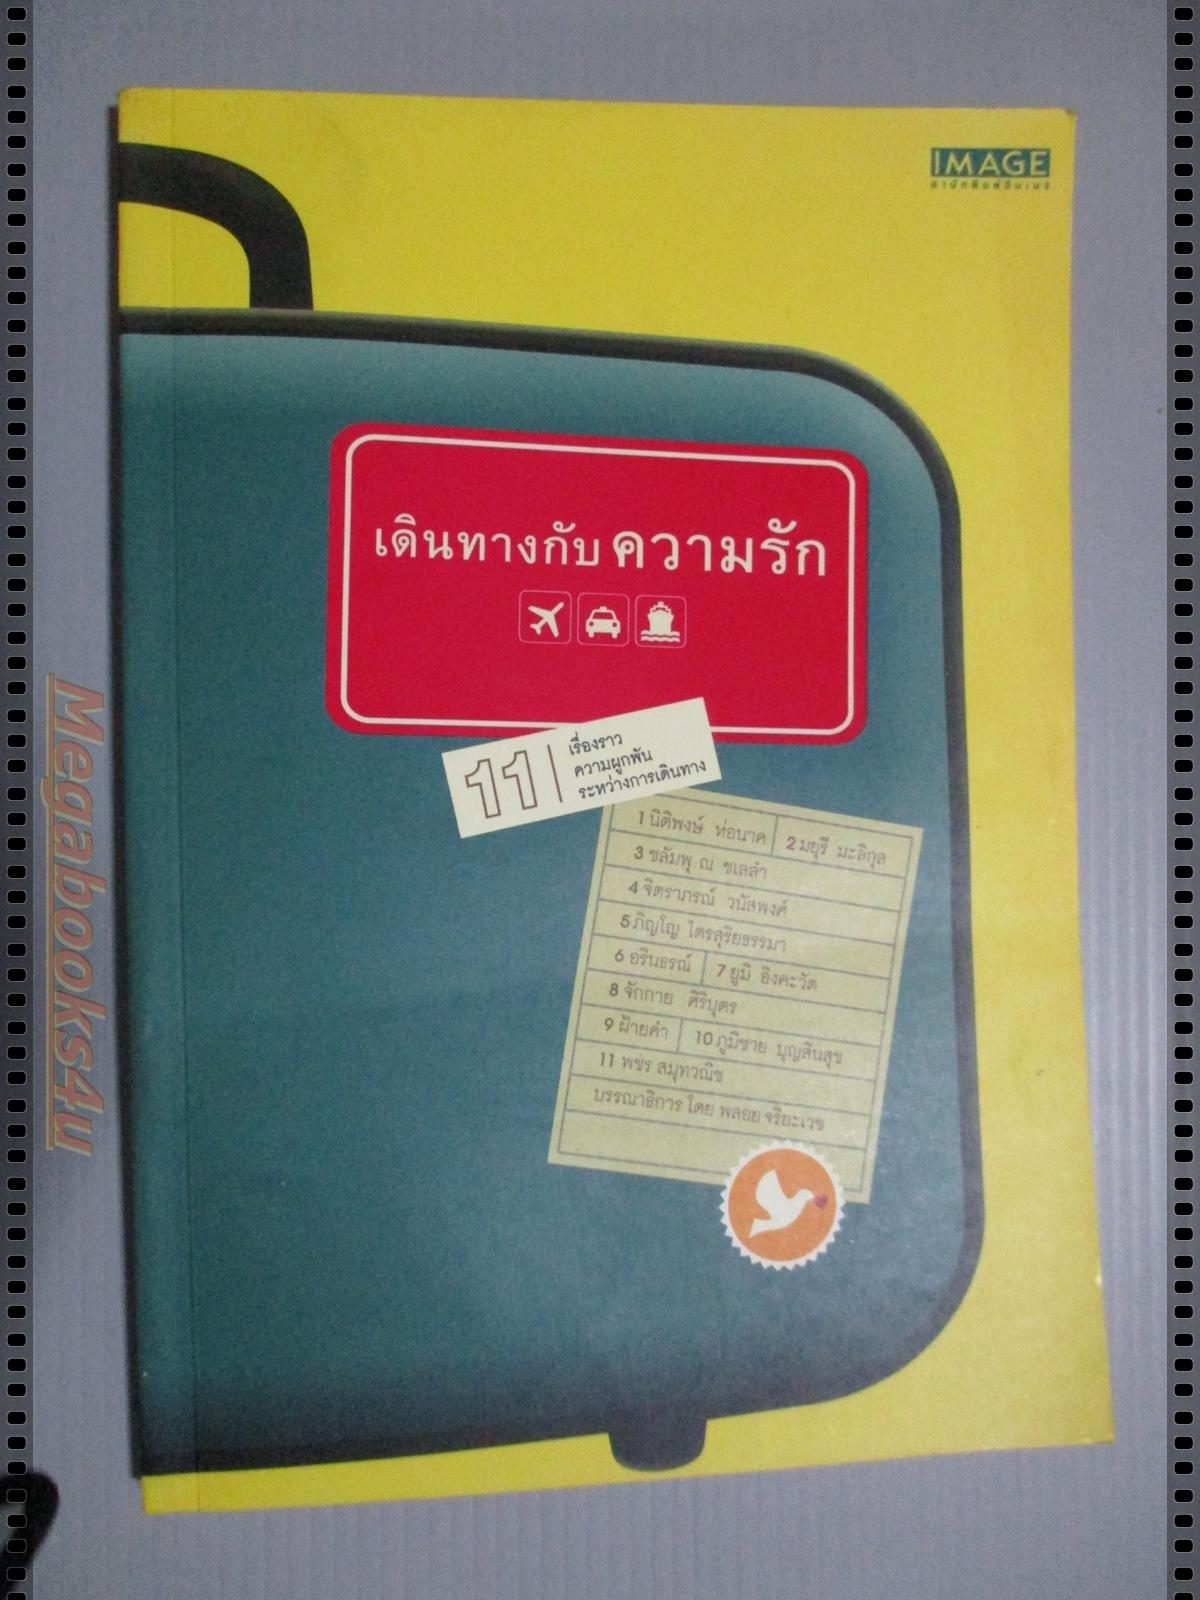 IMAGE
สำนักพิมพ์อิมเมจ
เดินทางกับ ความรัก
11
เรื่องราว
ความผูกพัน
ระหว่างการเดินทาง
1 นิติพงษ์ ห่อนาค 2 มยุรี มะลิกุล
3 ชลัมพุ ณ ชเลลำ
4 จิตราภรณ์ วนัสพงศ์
5 ภิญโญ ไตรสุริยธรรมา
6 อรินธรณ์ 7 ยูมิ อิงคะวัต
8 จักกาย ศิริบุตร
9 ฝ้ายคำ 10 ภูมิชาย บุญสินสุข
11 พชร สมุทวณิช
บรรณาธิการ โดย พลอย จริยะเวช
Megabooks4u